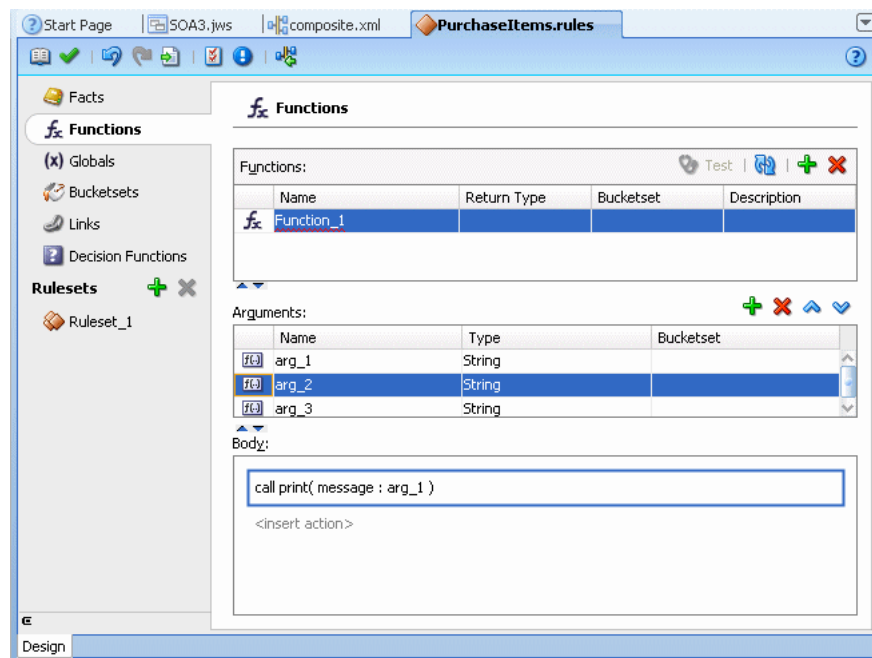 Start Page SOA3.jws composite.xml PurchaseItems.rules
Facts
Functions
Globals
Bucketsets
Links
Decision Functions
Rulesets
Ruleset_1
Functions
Functions: Test
Name Return Type Bucketset Description
Function_1
Arguments:
Name Type Bucketset
arg_1 String
arg_2 String
arg_3 String
Body:
call print( message : arg_1 )
<insert action>
Design